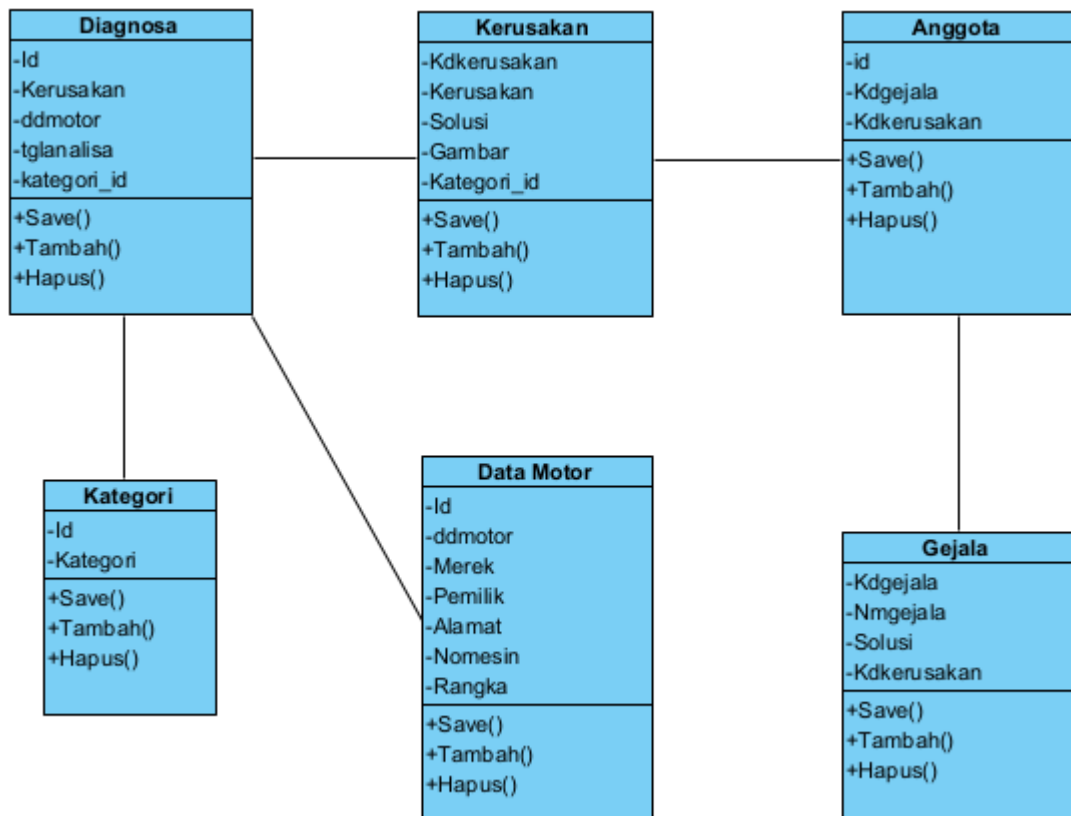 Diagnosa
-Id
-Kerusakan
-ddmotor
-tglanalisa
-kategori_id
+Save()
+Tambah()
+Hapus()
Kerusakan
-Kdkerusakan
-Kerusakan
-Solusi
-Gambar
-Kategori_id
+Save()
+Tambah()
+Hapus()
Anggota
-id
-Kdgejala
-Kdkerusakan
+Save()
+Tambah()
+Hapus()
Kategori
-Id
-Kategori
+Save()
+Tambah()
+Hapus()
Data Motor
-Id
-ddmotor
-Merek
-Pemilik
-Alamat
-Nomesin
-Rangka
+Save()
+Tambah()
+Hapus()
Gejala
-Kdgejala
-Nmgejala
-Solusi
-Kdkerusakan
+Save()
+Tambah()
+Hapus()